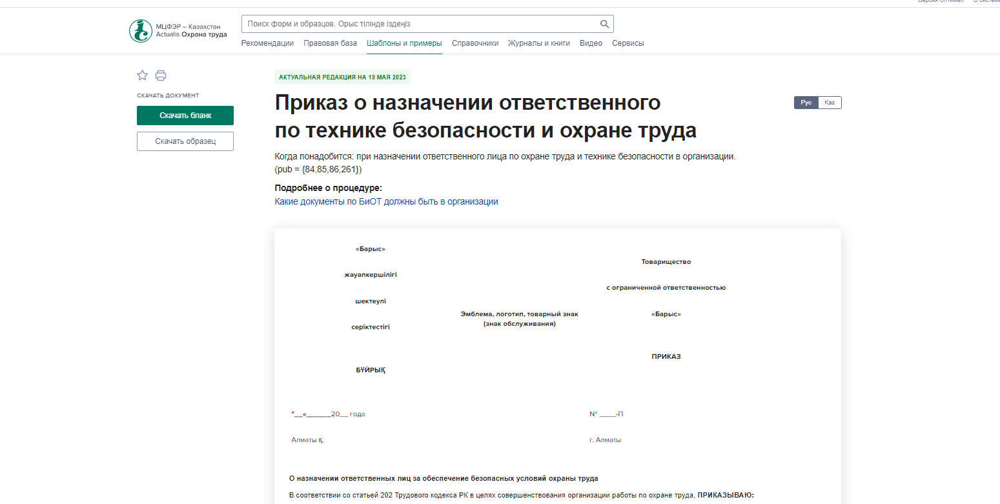 Версия Оптимал О системе
МЦФЭР – Казахстан
Actualis Охрана труда
Поиск форм и образцов. Орыс тілінде іздеңіз
Рекомендации Правовая база Шаблоны и примеры Справочники Журналы и книги Видео Сервисы
СКАЧАТЬ ДОКУМЕНТ
Скачать бланк
Скачать образец
АКТУАЛЬНАЯ РЕДАКЦИЯ НА 19 МАЯ 2023
Приказ о назначении ответственного
по технике безопасности и охране труда
Рус Каз
Когда понадобится: при назначении ответственного лица по охране труда и технике безопасности в организации.
(pub = {84,85,86,261})
Подробнее о процедуре:
Какие документы по БиОТ должны быть в организации
«Барыс»
жауапкершілігі
шектеулі
серіктестігі
БҰЙРЫҚ
Эмблема, логотип, товарный знак
(знак обслуживания)
Товарищество
с ограниченной ответственностью
«Барыс»
ПРИКАЗ
"__«______20__ года
№ ____-П
Алматы қ.
г. Алматы
О назначении ответственных лиц за обеспечение безопасных условий охраны труда
В соответствии со статьей 202 Трудового кодекса РК в целях совершенствования организации работы по охране труда, ПРИКАЗЫВАЮ: